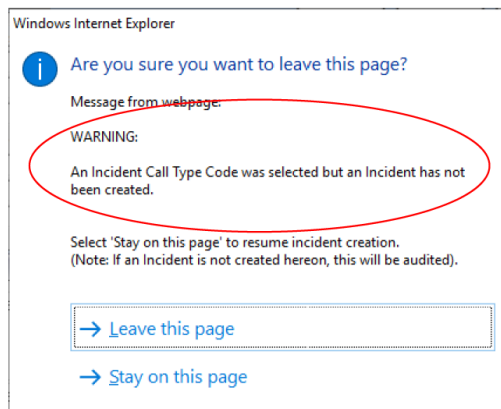 Windows Internet Explorer
i
Are you sure you want to leave this page?
Message from webpage:
WARNING:
An Incident Call Type Code was selected but an Incident has not
been created.
Select 'Stay on this page' to resume incident creation.
(Note: If an Incident is not created hereon, this will be audited).
→ Leave this page
→ Stay on this page